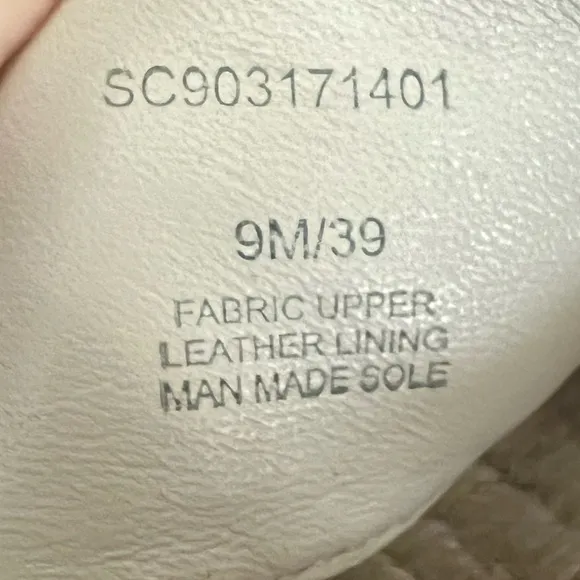 SC903171401
9M/39
FABRIC UPPER
LEATHER LINING
MAN MADE SOLE